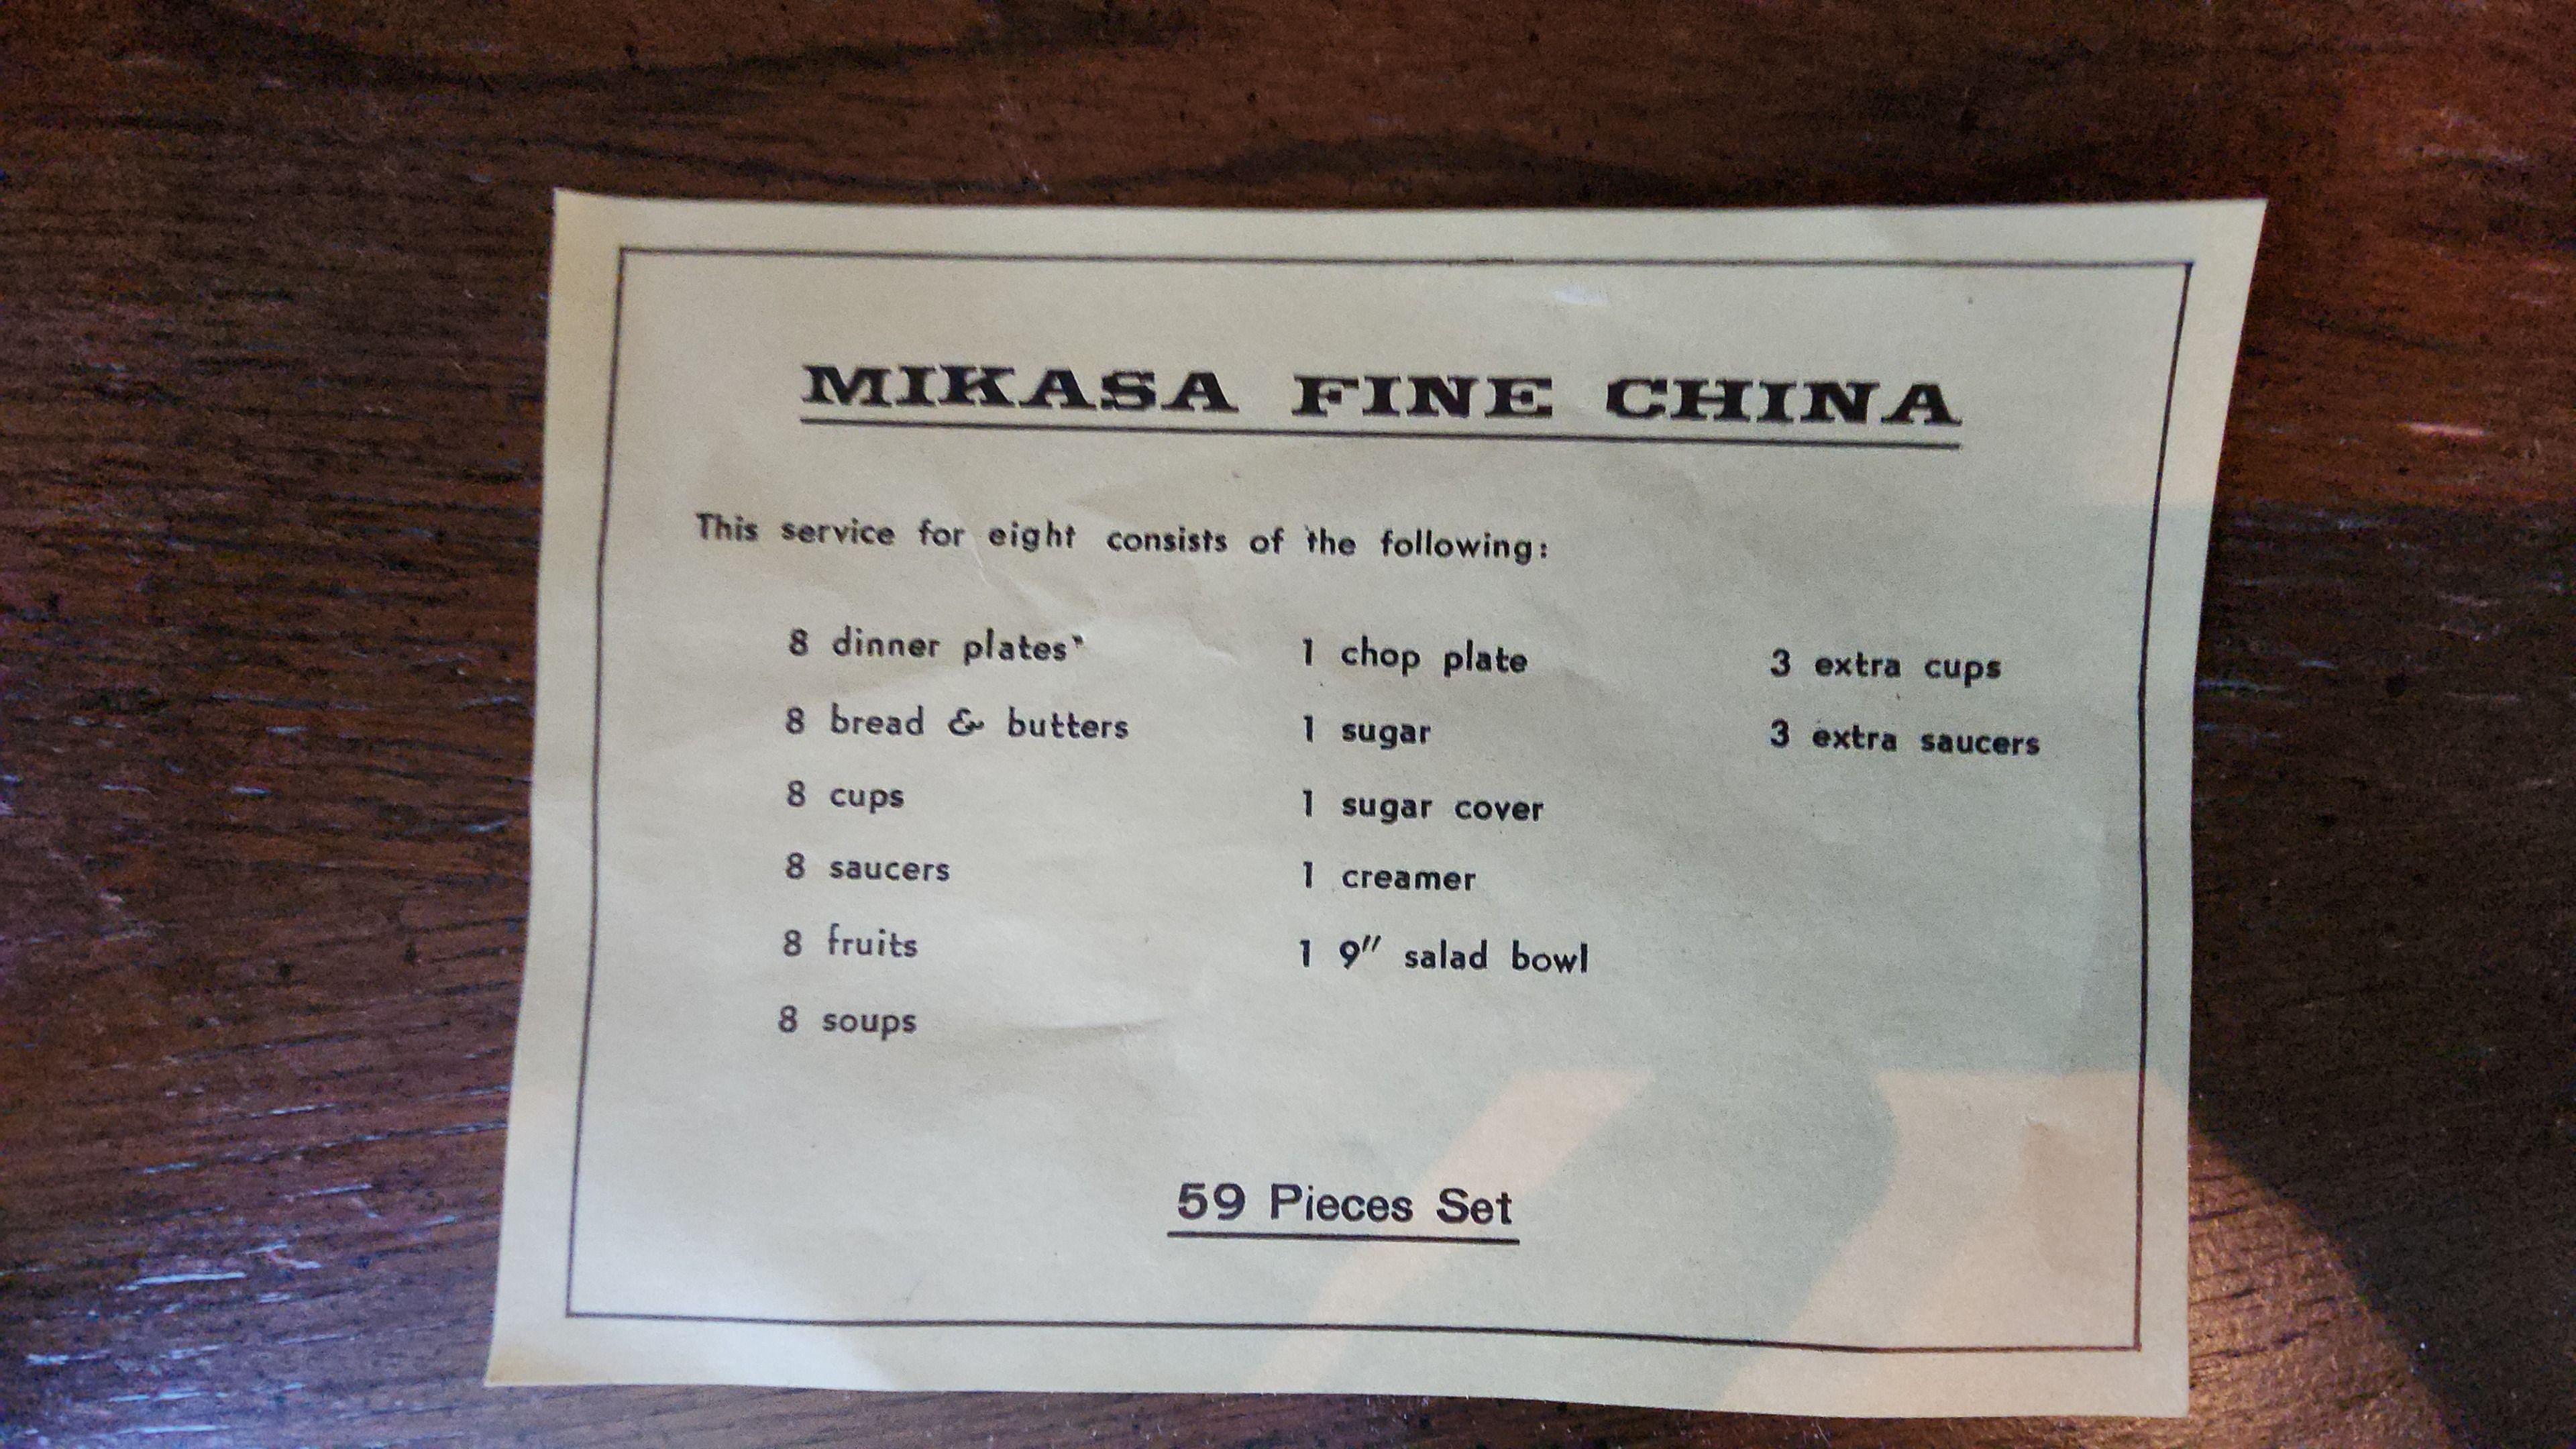 MIKASA FINE CHINA
This service for eight consists of the following:
8 dinner plates
8 bread & butters
8 cups
8 saucers
8 fruits
8 soups
1 chop plate
1 sugar
1 sugar cover
1 creamer
1 9" salad bowl
3 extra cups
3 extra saucers
59 Pieces Set